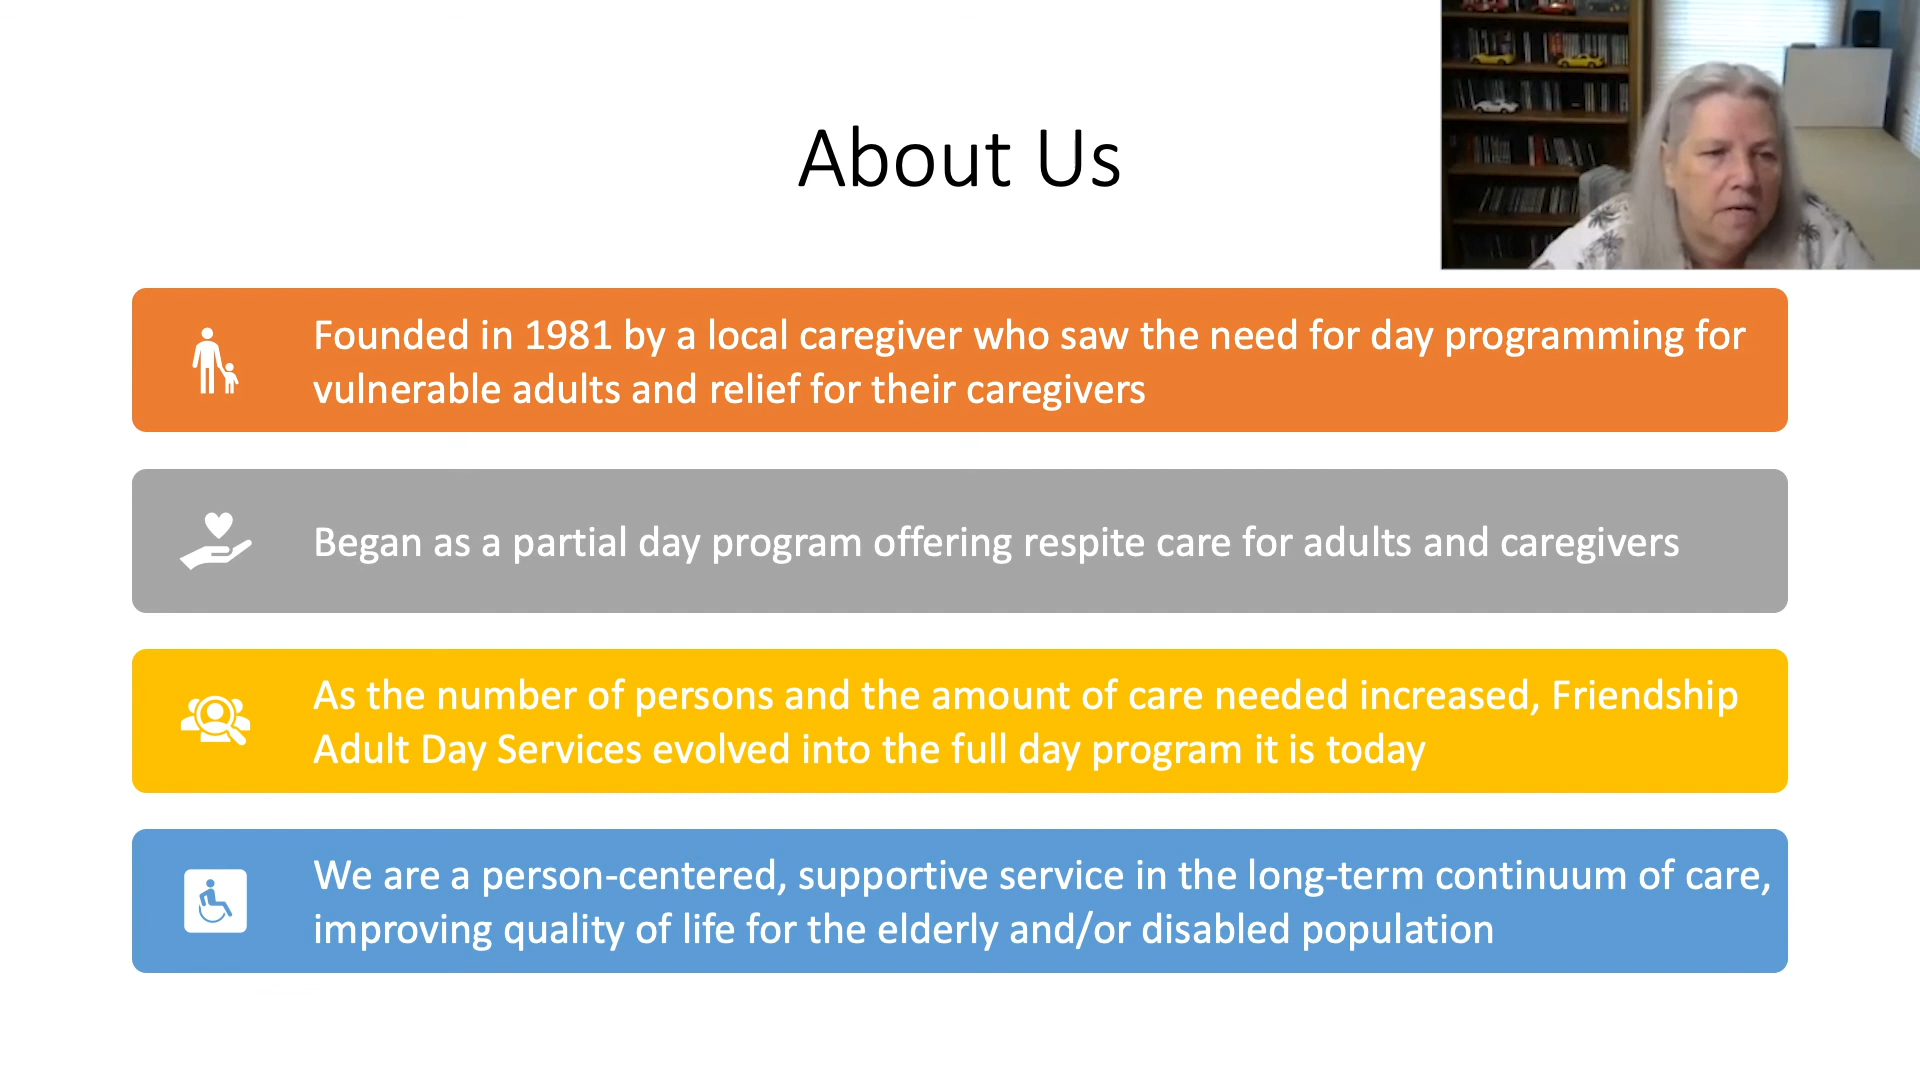 About Us
Founded in 1981 by a local caregiver who saw the need for day programming for
vulnerable adults and relief for their caregivers
Began as a partial day program offering respite care for adults and caregivers
As the number of persons and the amount of care needed increased, Friendship
Adult Day Services evolved into the full day program it is today
We are a person-centered, supportive service in the long-term continuum of care,
improving quality of life for the elderly and/or disabled population